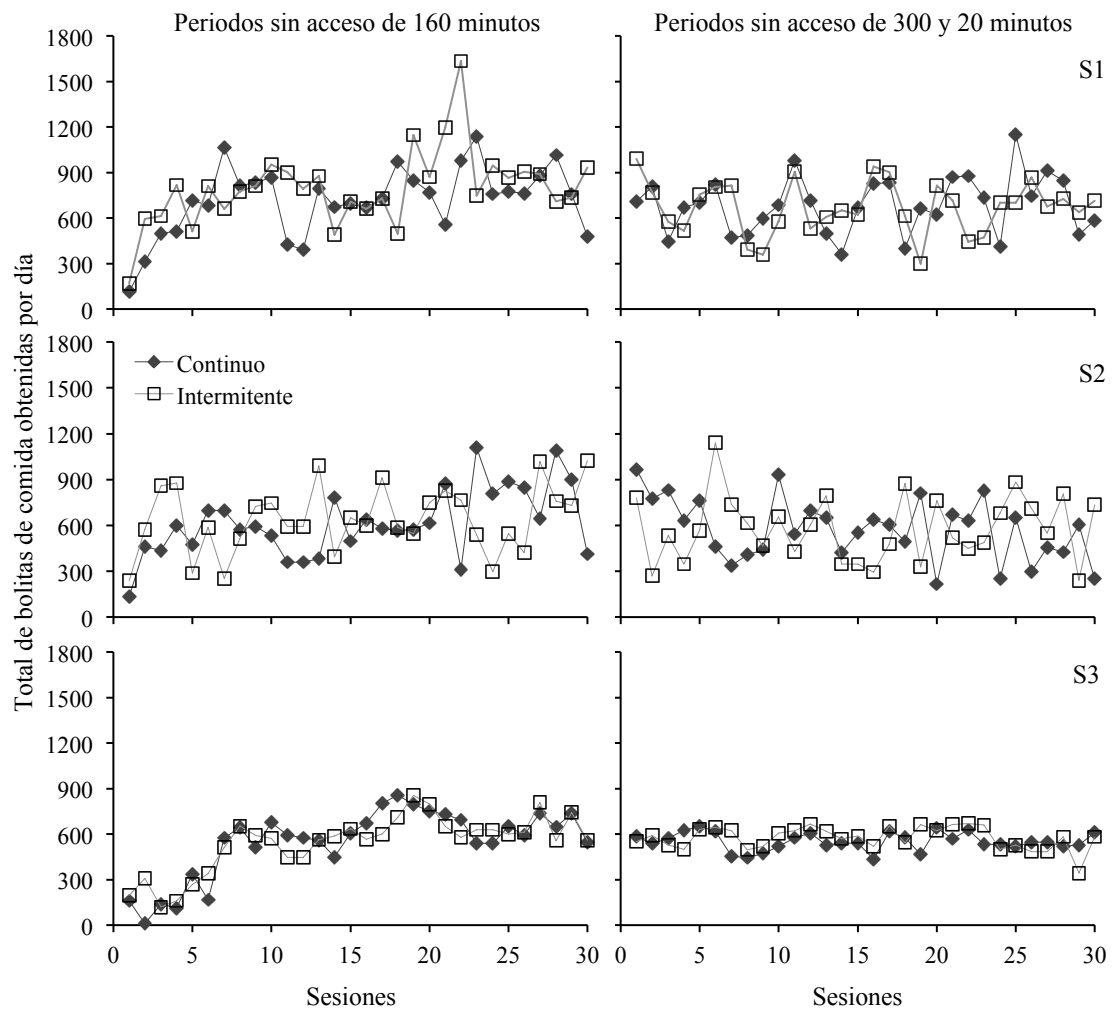 Periodos sin acceso de 160 minutos
Periodos sin acceso de 300 y 20 minutos
Total de bolitas de comida obtenidas por día
1800
1500
1200
900
600
300
0
S1
1800
1500
1200
900
600
300
0
Continuo
Intermitente
S2
1800
1500
1200
900
600
300
0
S3
0 5 10 15 20 25 30
0 5 10 15 20 25 30
Sesiones
Sesiones